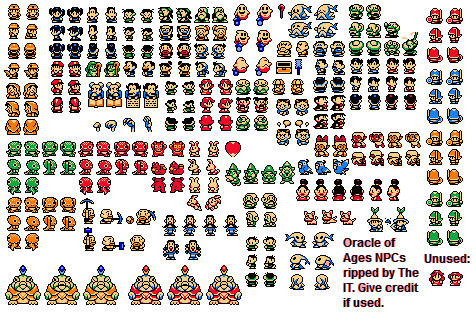 Oracle of
Ages NPCs
ripped by The
IT. Give credit
if used.
Unused: